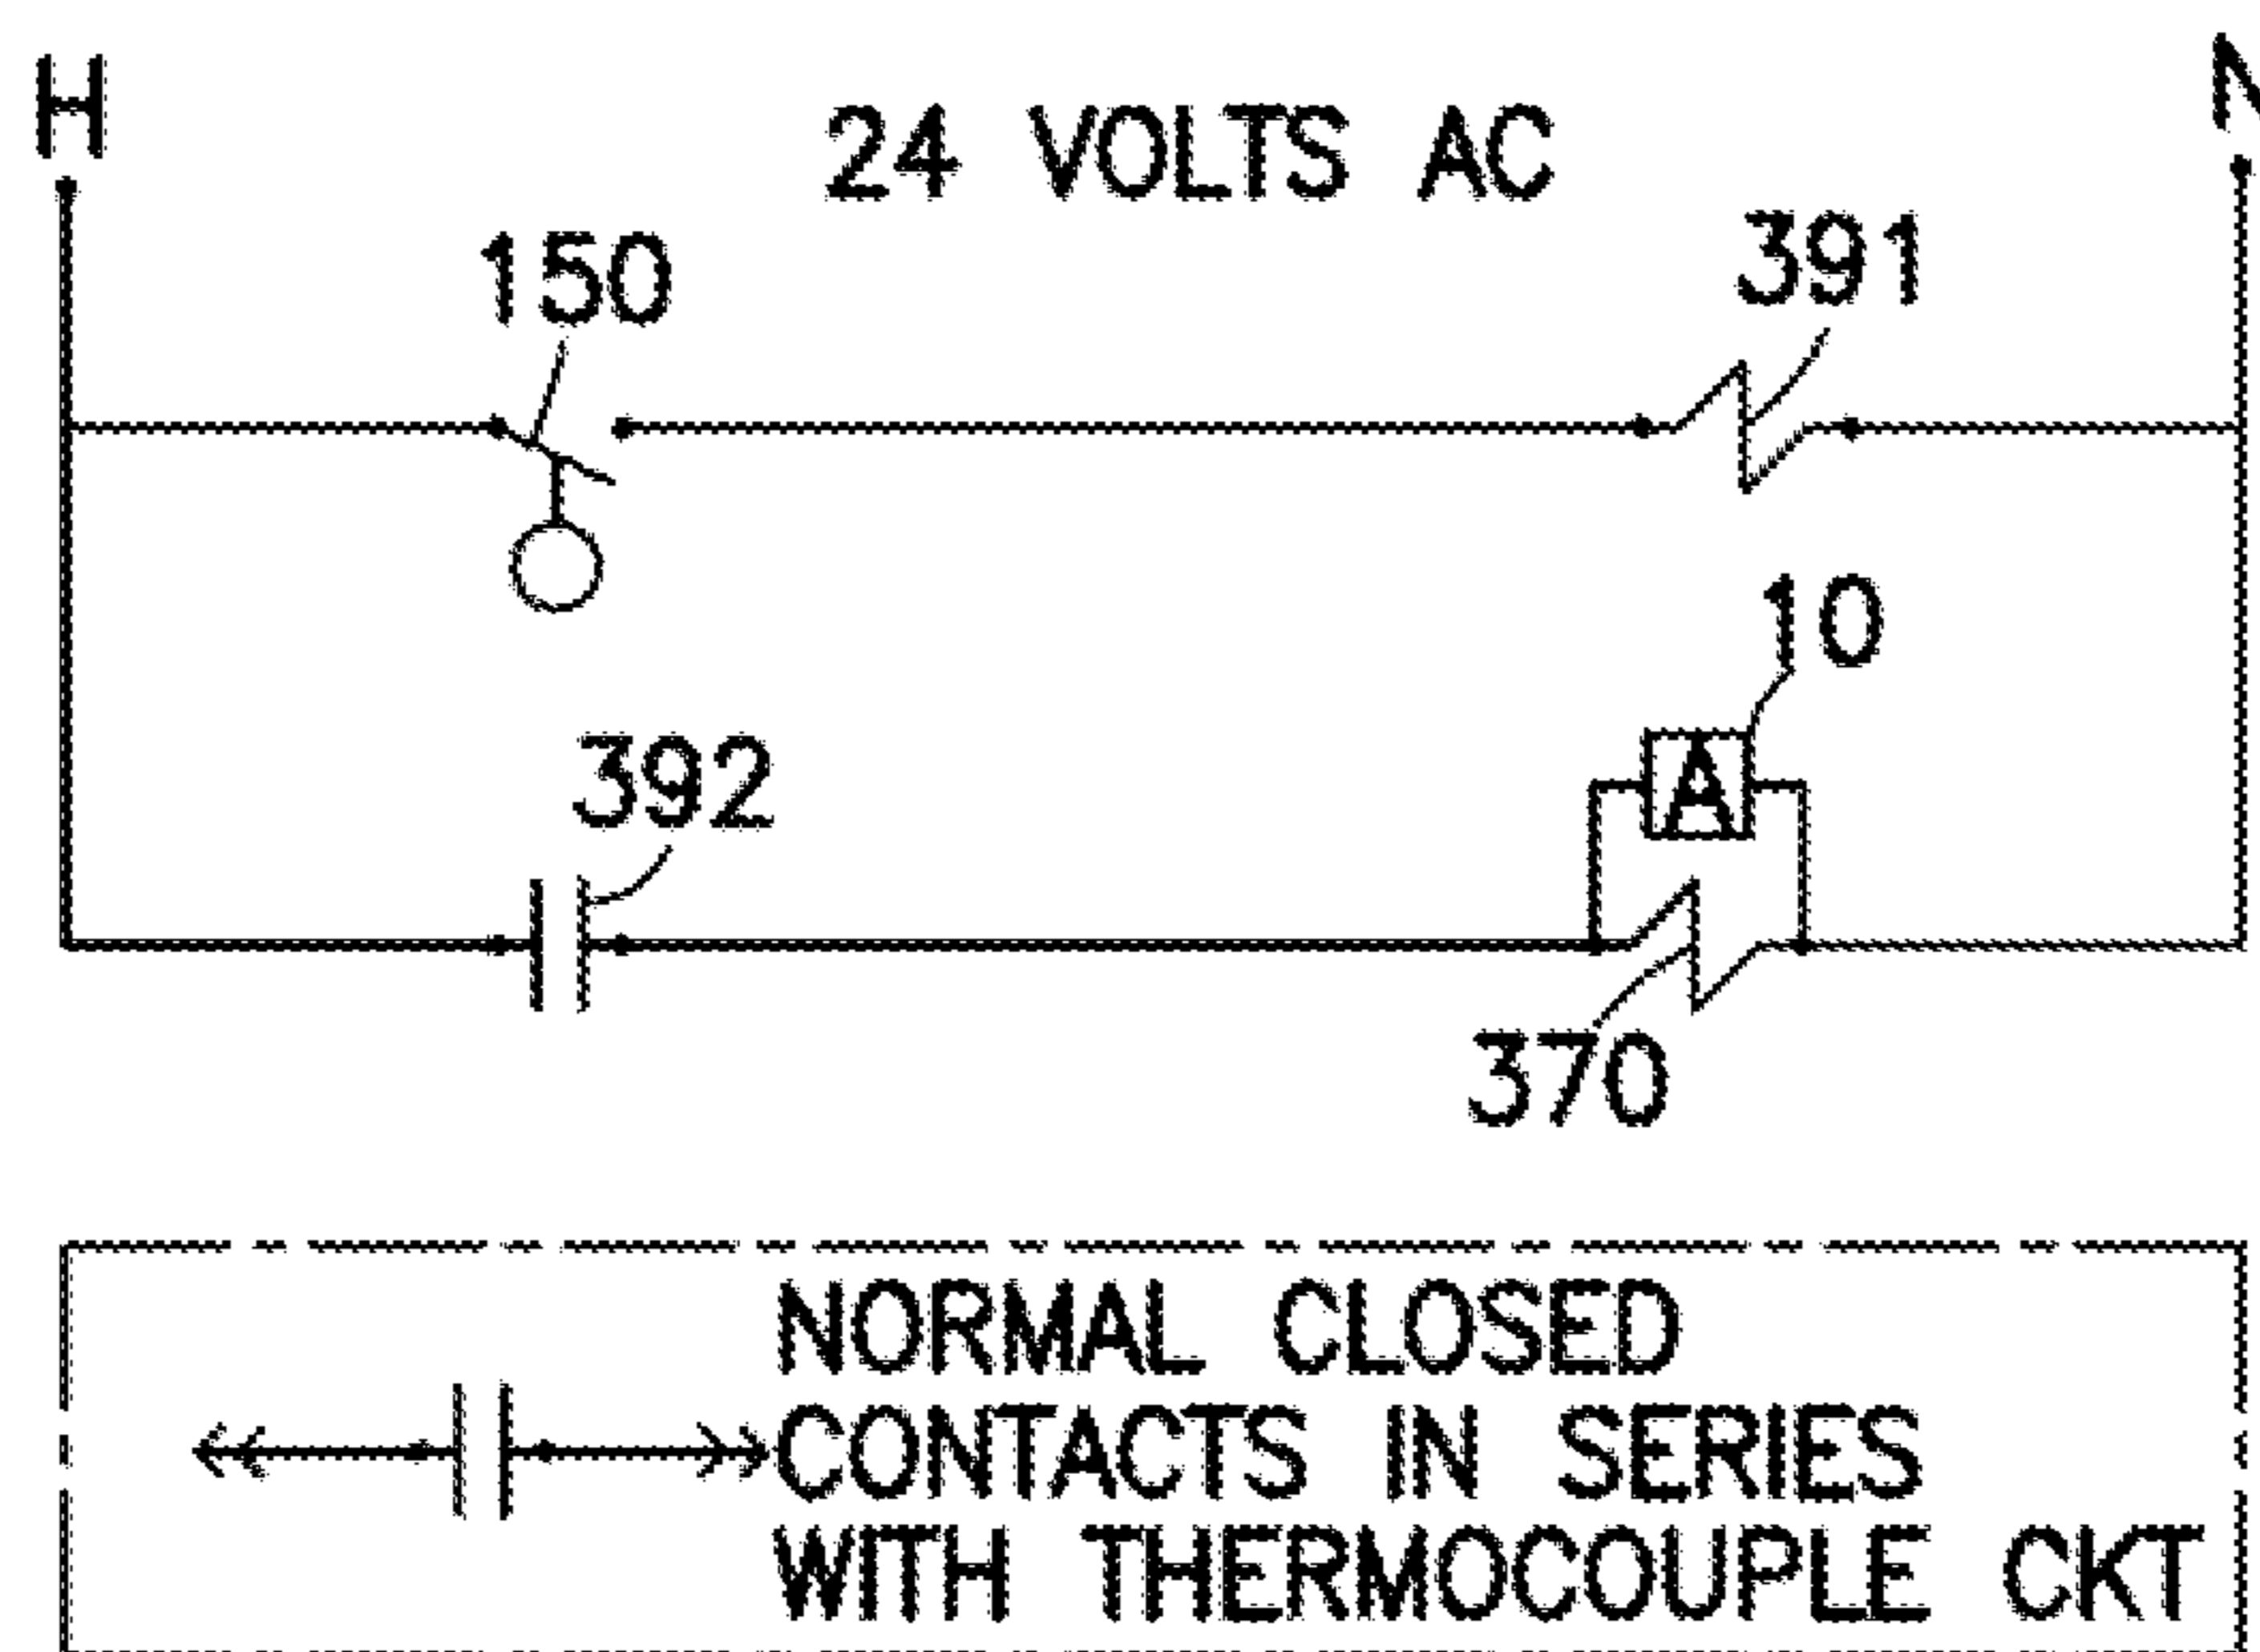 H
N
24 VOLTS AC
150
391
10
392
A
370
NORMAL CLOSED
CONTACTS IN SERIES
WITH THERMOCOUPLE CKT